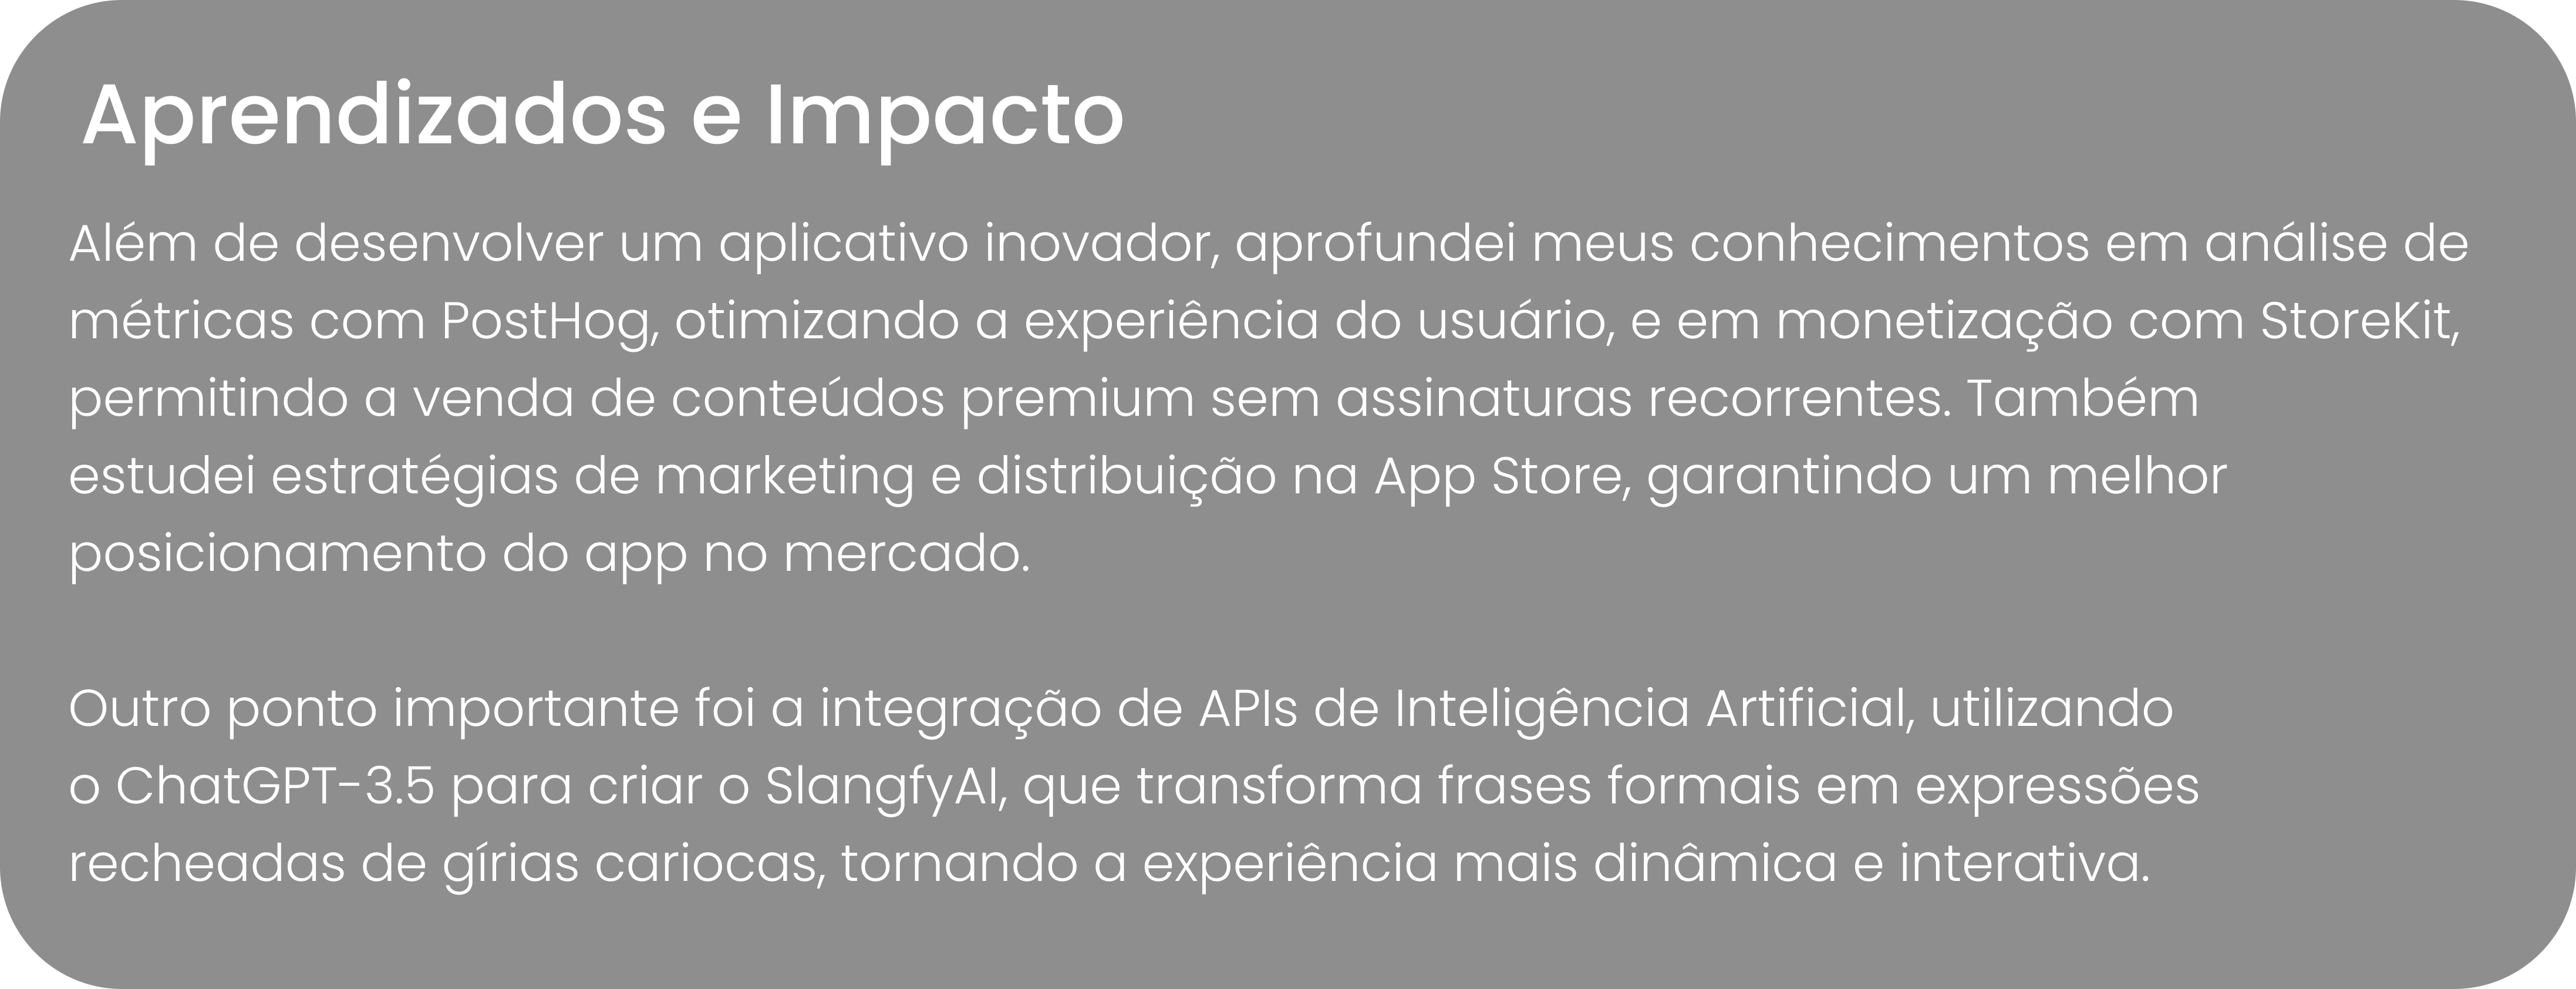 Aprendizados e Impacto
Além de desenvolver um aplicativo inovador, aprofundei meus conhecimentos em análise de
métricas com PostHog, otimizando a experiência do usuário, e em monetização com StoreKit,
permitindo a venda de conteúdos premium sem assinaturas recorrentes. Também
estudei estratégias de marketing e distribuição na App Store, garantindo um melhor
posicionamento do app no mercado.
Outro ponto importante foi a integração de APIs de Inteligência Artificial, utilizando
o ChatGPT-3.5 para criar o SlangfyAI, que transforma frases formais em expressões
recheadas de gírias cariocas, tornando a experiência mais dinâmica e interativa.